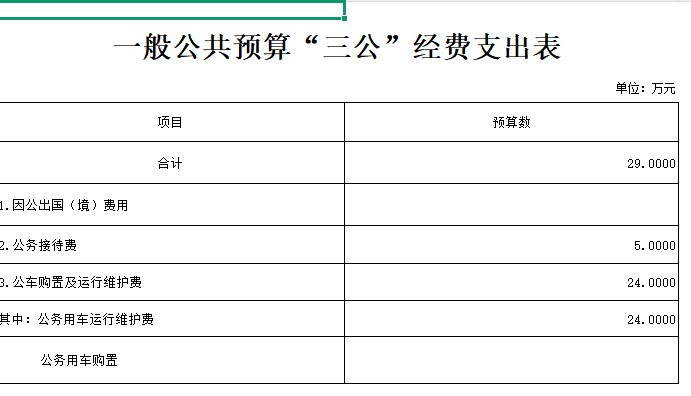 一般公共预算“三公”经费支出表
单位：万元
项目 预算数
合计 29.0000
1.因公出国（境）费用
2.公务接待费 5.0000
3.公车购置及运行维护费 24.0000
其中：公务用车运行维护费 24.0000
公务用车购置